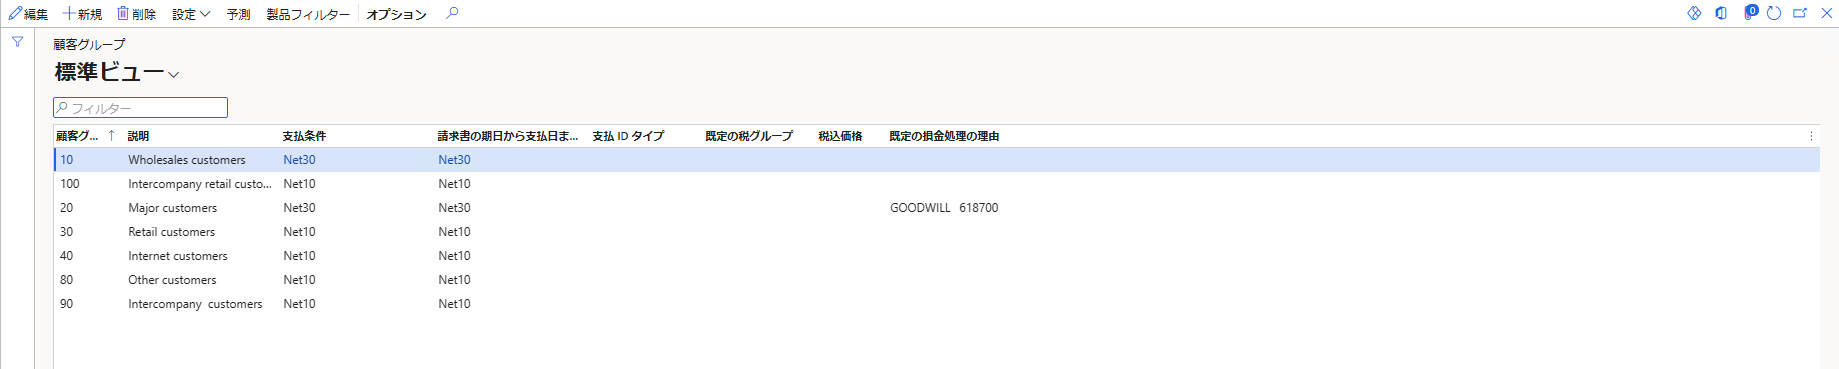 編集 新規 削除 設定 予測 製品フィルター オプション 0
顧客グループ
標準ビュー
フィルター
顧客グ... ↑ 説明 支払条件 請求書の期日から支払日ま... 支払 ID タイプ 既定の税グループ 税込価格 既定の損金処理の理由
10 Wholesales customers Net30 Net30
100 Intercompany retail custo... Net10 Net10
20 Major customers Net30 Net30 GOODWILL 618700
30 Retail customers Net10 Net10
40 Internet customers Net10 Net10
80 Other customers Net10 Net10
90 Intercompany customers Net10 Net10